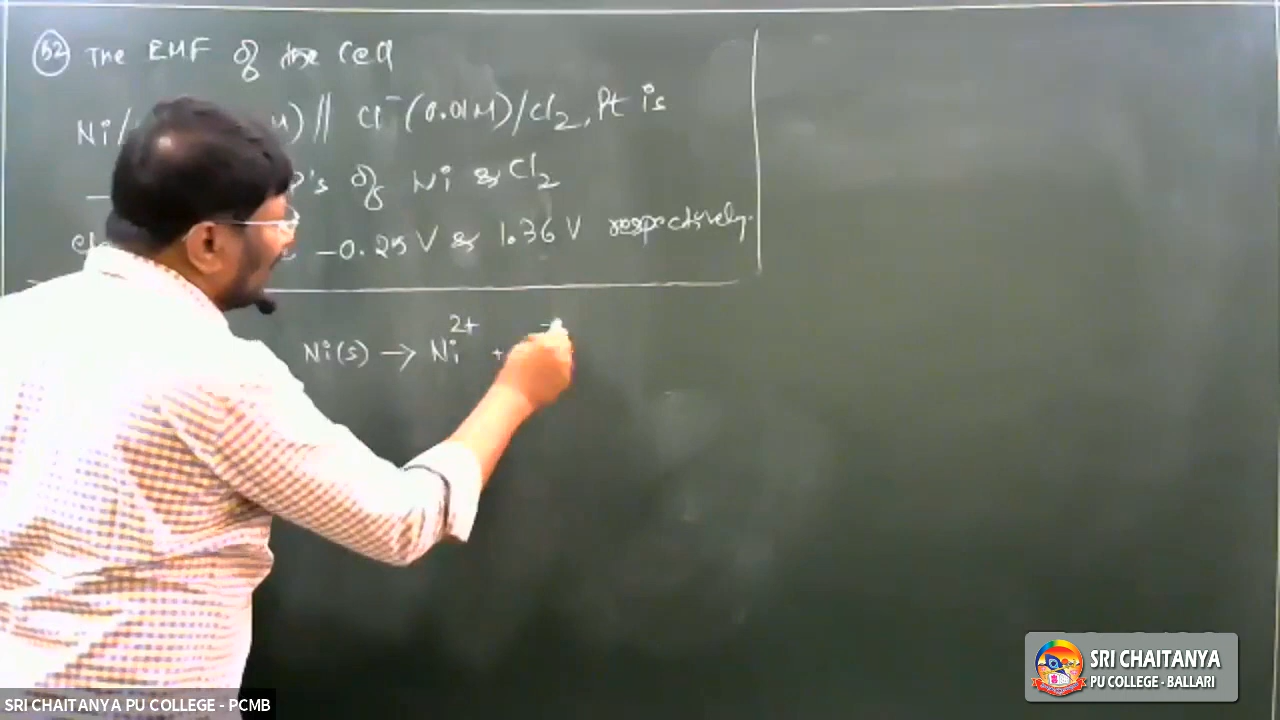 52 The EMF of the Cell
Ni/ M) // Cl⁻ (0.01M)/Cl₂, Pt is
's of Ni & Cl₂
−0.25 V & 1.36 V respectively.
Ni(s) → Ni²⁺ +
SRI CHAITANYA
PU COLLEGE - BALLARI
SRI CHAITANYA PU COLLEGE - PCMB